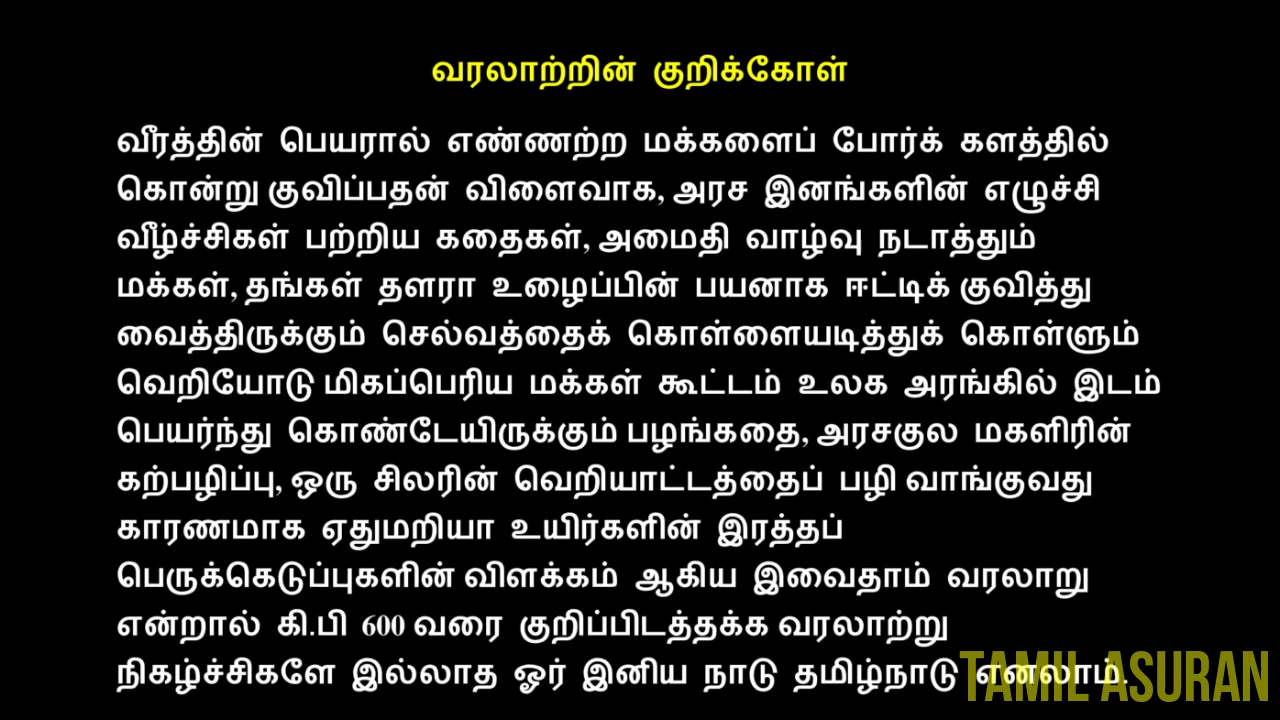 வரலாற்றின் குறிக்கோள்
வீரத்தின் பெயரால் எண்ணற்ற மக்களைப் போர்க் களத்தில்
கொன்று குவிப்பதன் விளைவாக, அரச இனங்களின் எழுச்சி
வீழ்ச்சிகள் பற்றிய கதைகள், அமைதி வாழ்வு நடாத்தும்
மக்கள், தங்கள் தளரா உழைப்பின் பயனாக ஈட்டிக் குவித்து
வைத்திருக்கும் செல்வத்தைக் கொள்ளையடித்துக் கொள்ளும்
வெறியோடு மிகப்பெரிய மக்கள் கூட்டம் உலக அரங்கில் இடம்
பெயர்ந்து கொண்டேயிருக்கும் பழங்கதை, அரசகுல மகளிரின்
கற்பழிப்பு, ஒரு சிலரின் வெறியாட்டத்தைப் பழி வாங்குவது
காரணமாக ஏதுமறியா உயிர்களின் இரத்தப்
பெருக்கெடுப்புகளின் விளக்கம் ஆகிய இவைதாம் வரலாறு
என்றால் கி.பி 600 வரை குறிப்பிடத்தக்க வரலாற்று
நிகழ்ச்சிகளே இல்லாத ஓர் இனிய நாடு தமிழ்நாடு எனலாம்.
TAMIL ASURAN